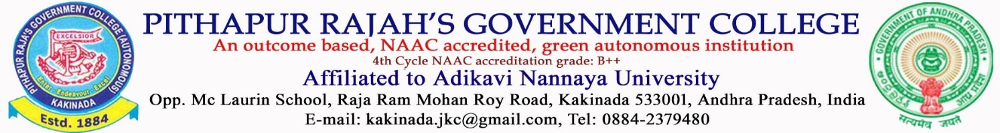 PITHAPUR RAJAH'S GOVERNMENT COLLEGE
An outcome based, NAAC accredited, green autonomous institution
4th Cycle NAAC accreditation grade: B++
Affiliated to Adikavi Nannaya University
Opp. Mc Laurin School, Raja Ram Mohan Roy Road, Kakinada 533001, Andhra Pradesh, India
E-mail: kakinada.jkc@gmail.com, Tel: 0884-2379480
PITHAPUR RAJA'S GOVERNMENT COLLEGE (AUTONOMOUS)
EXCELSIOR
Enter - Endeavour - Excel
KAKINADA
Estd. 1884
GOVERNMENT OF ANDHRA PRADESH
आंध्र प्रदेश
सत्यमेव जयते